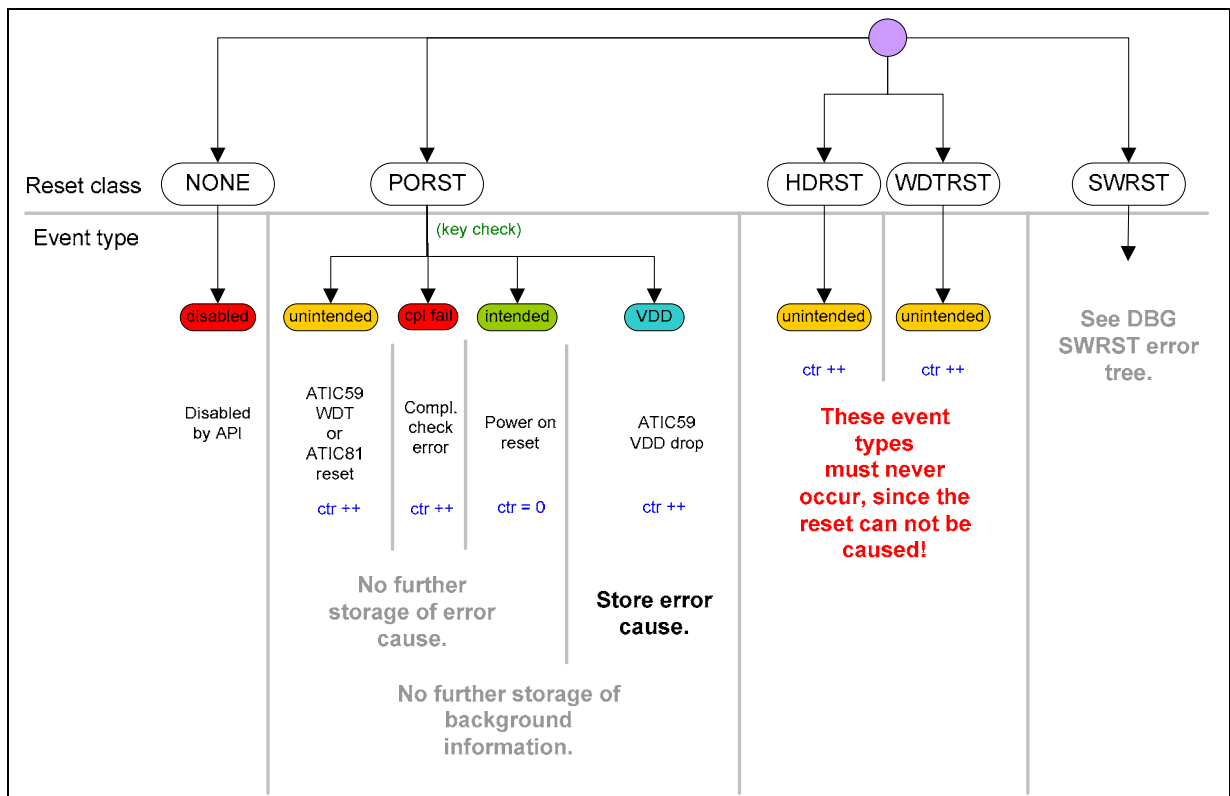 Reset class
NONE
PORST
HDRST
WDTRST
SWRST
Event type
(key check)
disabled
unintended
cpl fail
intended
VDD
unintended
unintended
Disabled
by API
ATIC59
WDT
or
ATIC81
reset
ctr ++
Compl.
check
error
ctr ++
Power on
reset
ctr = 0
ATIC59
VDD drop
ctr ++
ctr ++
ctr ++
These event
types
must never
occur, since the
reset can not be
caused!
See DBG
SWRST error
tree.
No further
storage of error
cause.
Store error
cause.
No further storage of
background
information.